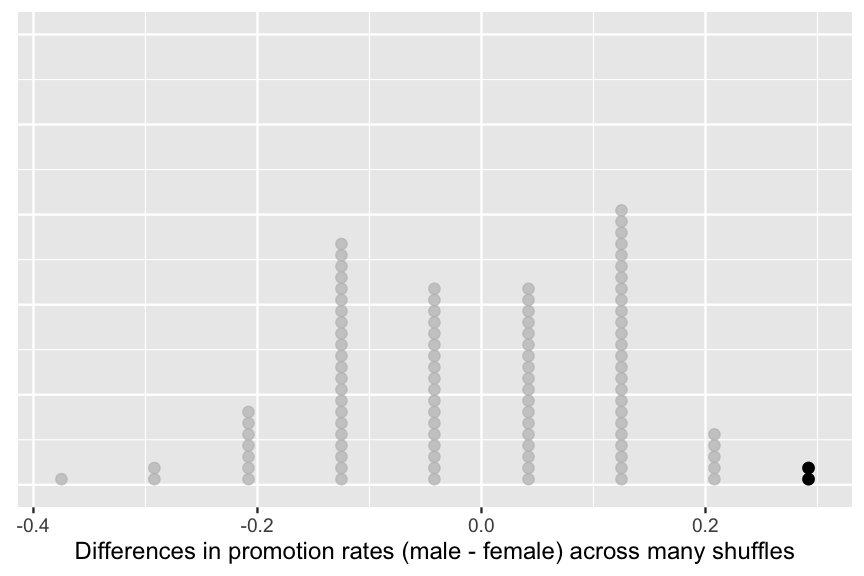 -0.4 -0.2 0.0 0.2
Differences in promotion rates (male - female) across many shuffles